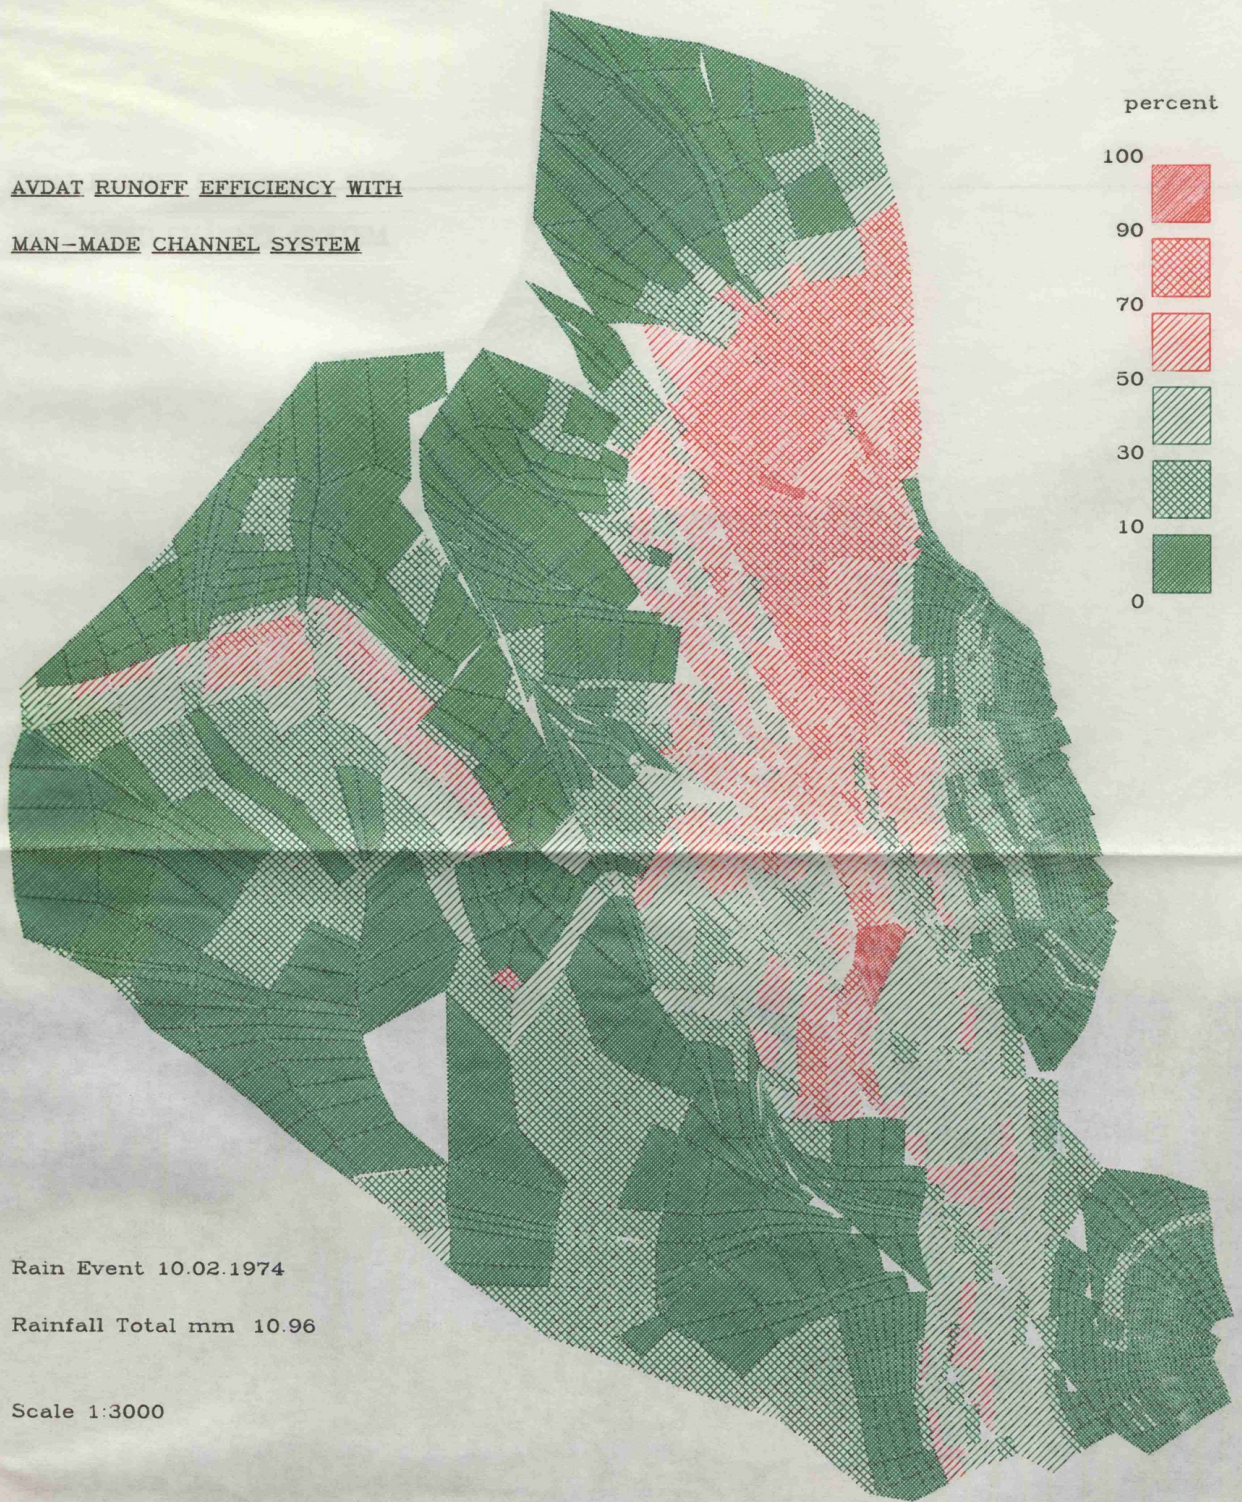 AVDAT RUNOFF EFFICIENCY WITH
MAN-MADE CHANNEL SYSTEM
percent
100
90
70
50
30
10
0
Rain Event 10.02.1974
Rainfall Total mm 10.96
Scale 1:3000